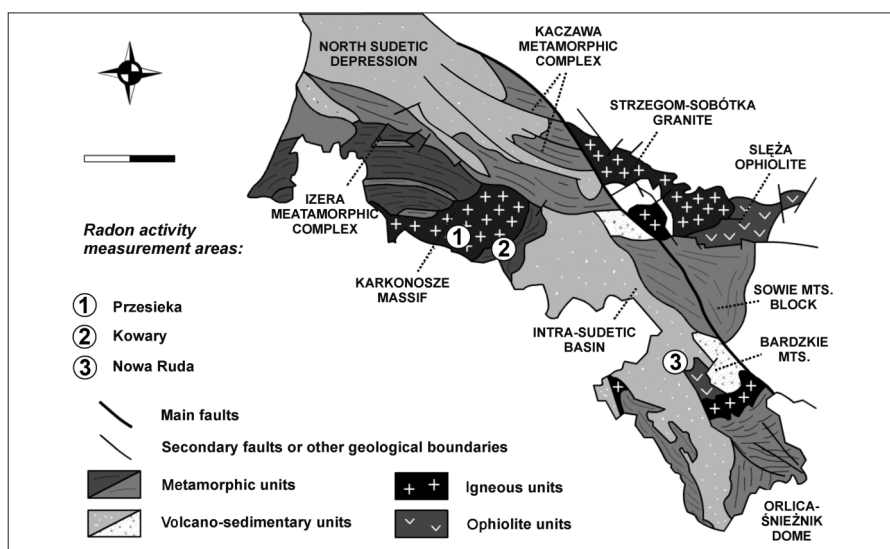 NORTH SUDETIC
DEPRESSION
KACZAWA
METAMORPHIC
COMPLEX
STRZEGOM-SOBÓTKA
GRANITE
SLĘŻA
OPHIOLITE
IZERA
MEATAMORPHIC
COMPLEX
KARKONOSZE
MASSIF
1
2
INTRA-SUDETIC
BASIN
SOWIE MTS.
BLOCK
BARDZKIE
MTS.
3
ORLICA-
ŚNIEŻNIK
DOME
Radon activity
measurement areas:
1 Przesieka
2 Kowary
3 Nowa Ruda
Main faults
Secondary faults or other geological boundaries
Metamorphic units
Igneous units
Volcano-sedimentary units
Ophiolite units